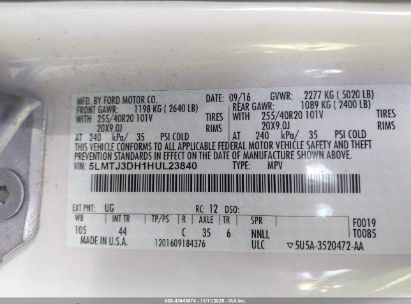 MFD. BY FORD MOTOR CO.
DATE: 09/16 GVWR: 2277 KG ( 5020 LB)
FRONT GAWR: 1198 KG ( 2640 LB) REAR GAWR: 1089 KG ( 2400 LB)
WITH 255/40R20 101V TIRES WITH 255/40R20 101V TIRES
20X9.0J RIMS 20X9.0J RIMS
AT 240 kPa/ 35 PSI COLD AT 240 kPa/ 35 PSI COLD
THIS VEHICLE CONFORMS TO ALL APPLICABLE FEDERAL MOTOR VEHICLE SAFETY
AND THEFT PREVENTION STANDARDS IN EFFECT ON THE DATE OF MANUFACTURE SHOWN ABOVE.
VIN: 5LMTJ3DH1HUL23840 TYPE: MPV
EXT PNT: UG RC: 12 DSO:
WB INT TR TP/PS R AXLE TR SPR F0019
105 44 C 35 6 NNLL T0085
MADE IN U.S.A. ULC 5U5A-3520472-AA
1201609184376